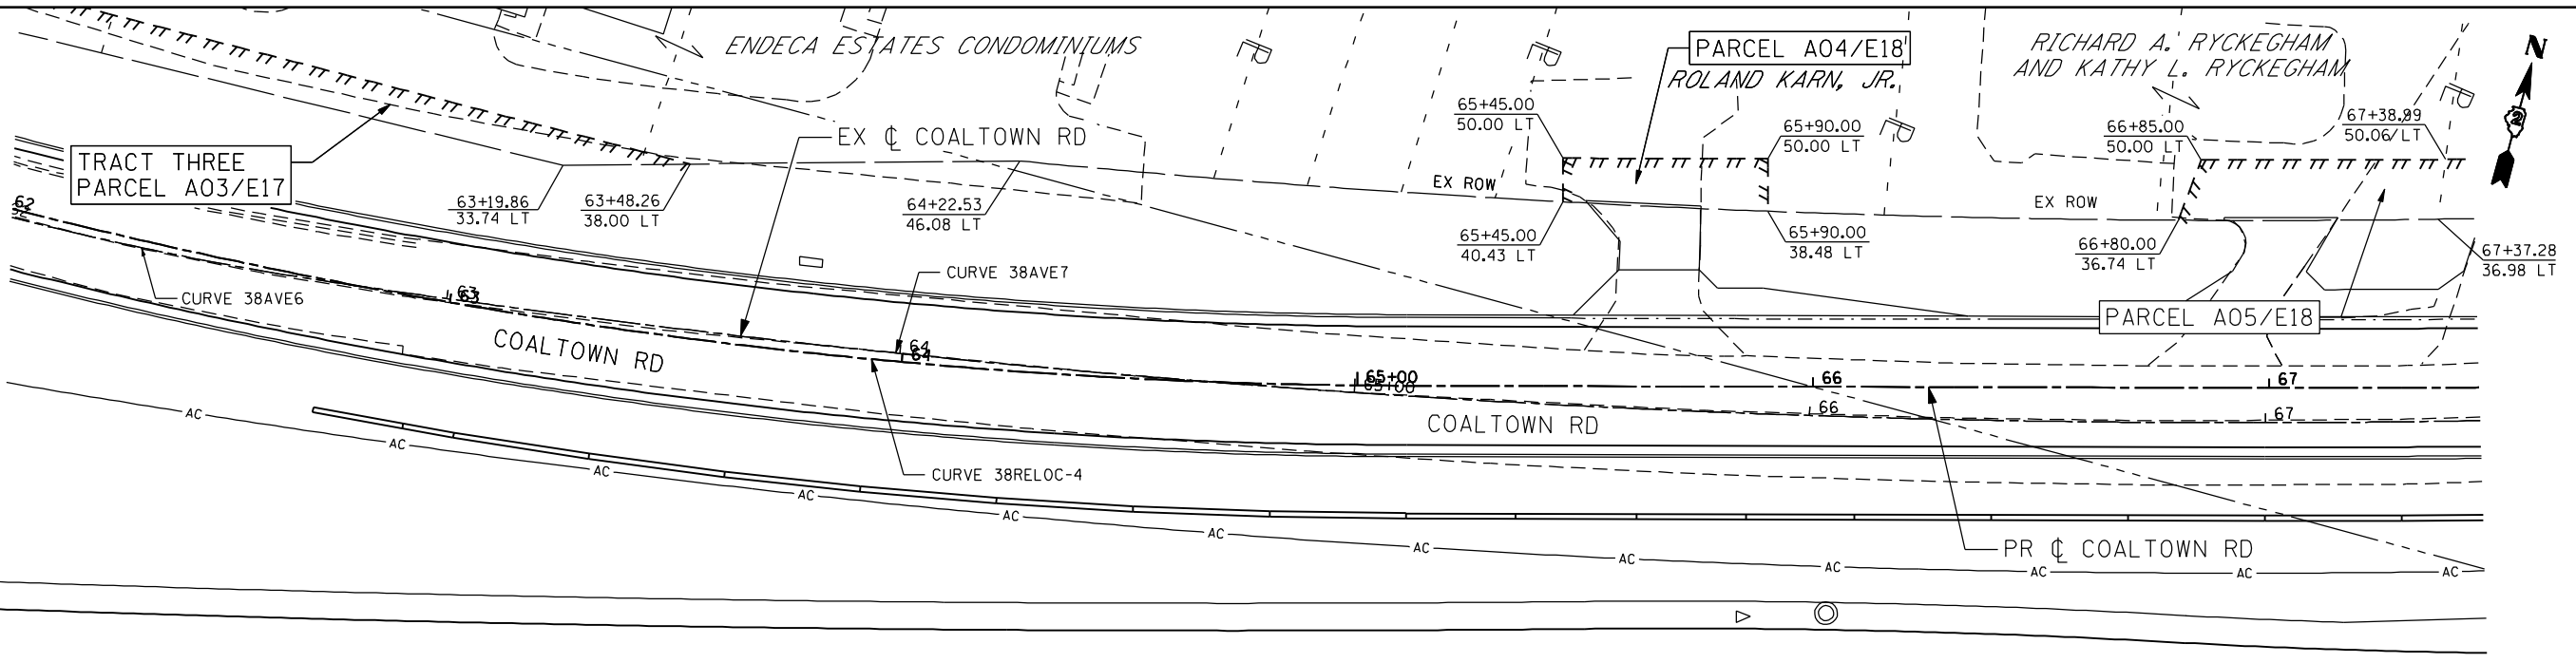 ENDECA ESTATES CONDOMINIUMS
PARCEL A04/E18
ROLAND KARN, JR.
RICHARD A. RYCKEGHAM
AND KATHY L. RYCKEGHAM
N
2
P
P
P
P
65+45.00
50.00 LT
65+90.00
50.00 LT
66+85.00
50.00 LT
67+38.99
50.06 LT
EX ℄ COALTOWN RD
TRACT THREE
PARCEL A03/E17
63+19.86
33.74 LT
63+48.26
38.00 LT
64+22.53
46.08 LT
EX ROW
EX ROW
65+45.00
40.43 LT
65+90.00
38.48 LT
66+80.00
36.74 LT
67+37.28
36.98 LT
62
62
CURVE 38AVE6
63
63
CURVE 38AVE7
PARCEL A05/E18
COALTOWN RD
64
64
65+00
65+00
66
67
66
67
COALTOWN RD
CURVE 38RELOC-4
PR ℄ COALTOWN RD
AC
AC
AC
AC
AC
AC
AC
AC
AC
AC
AC
AC